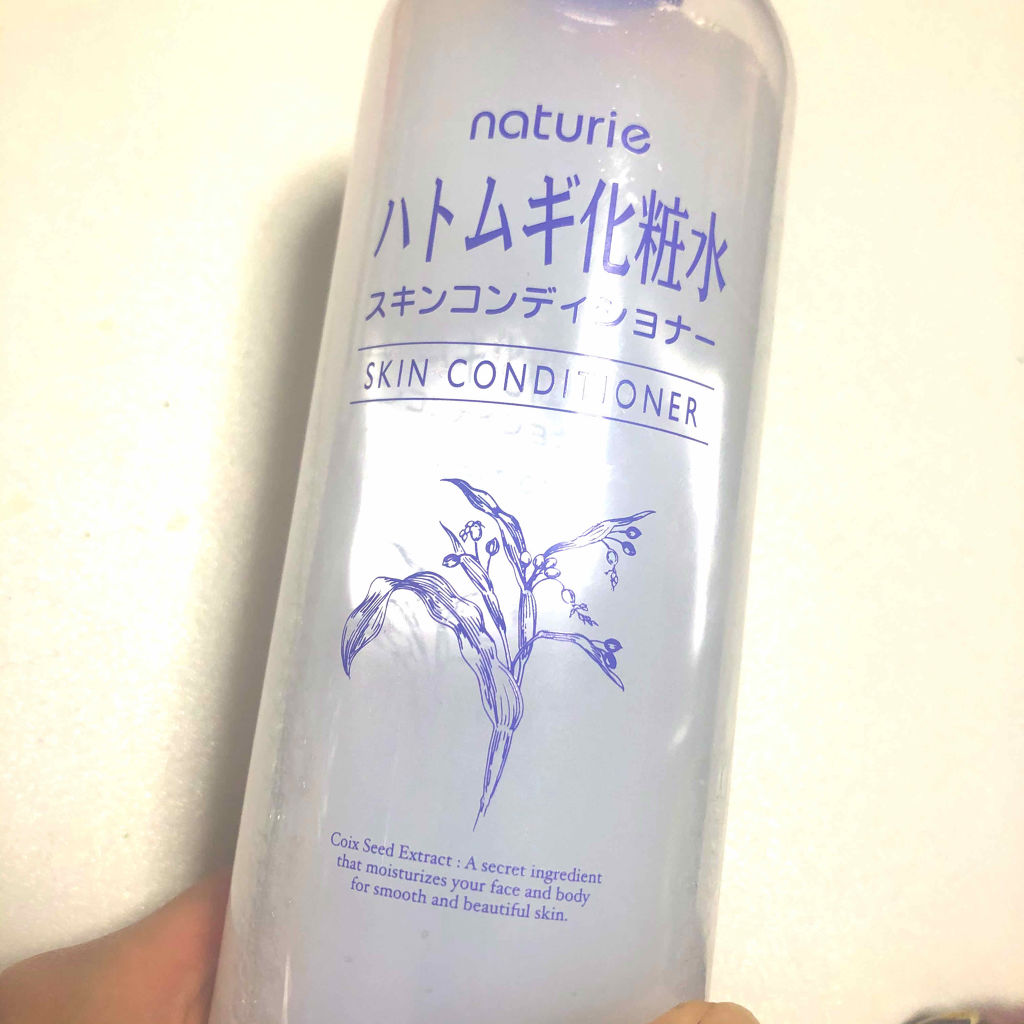 naturie
ハトムギ化粧水
スキンコンディショナー
SKIN CONDITIONER
Coix Seed Extract : A secret ingredient
that moisturizes your face and body
for smooth and beautiful skin.